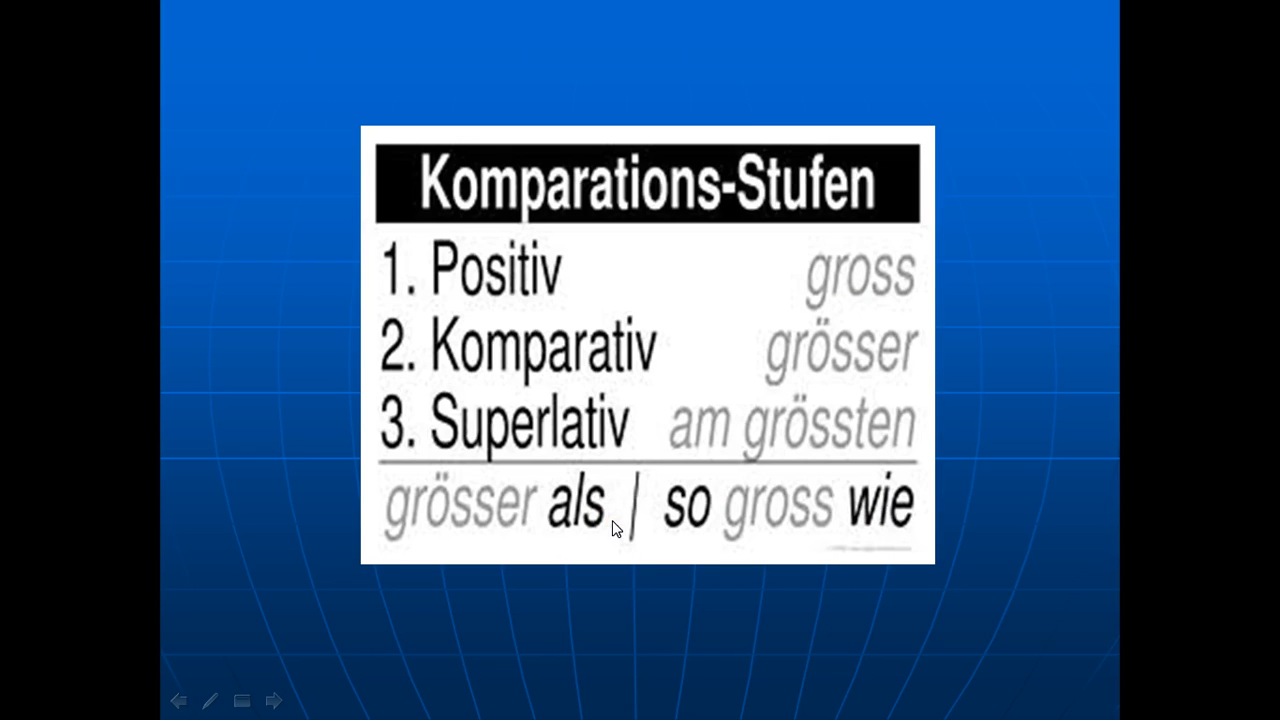 Komparations-Stufen
1. Positiv gross
2. Komparativ grösser
3. Superlativ am grössten
grösser als / so gross wie